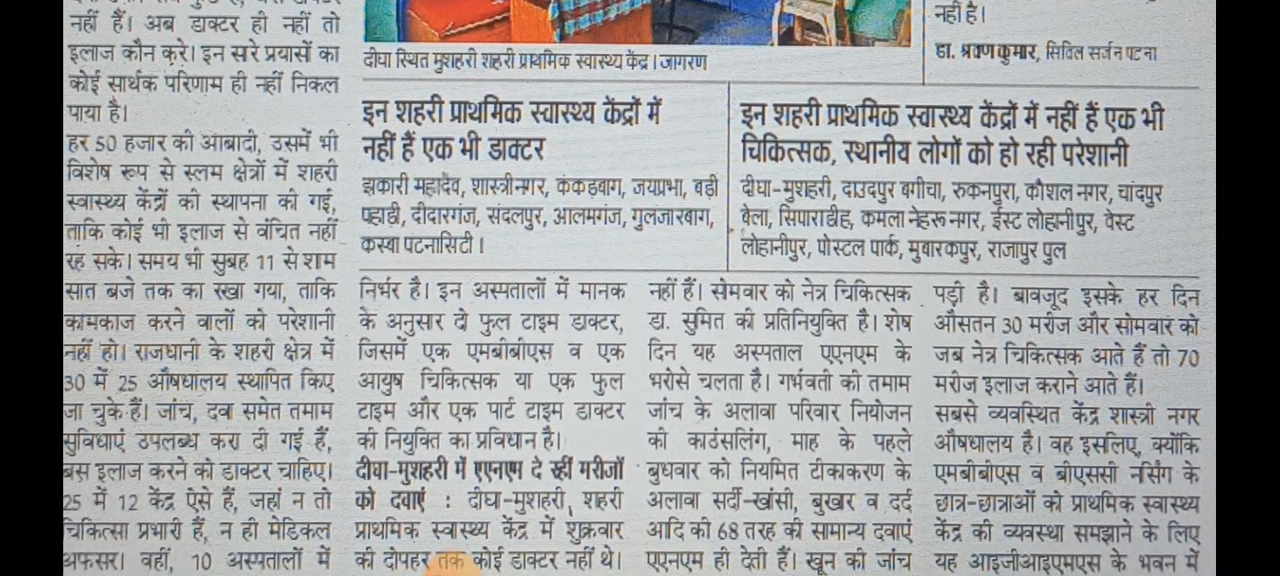 नहीं हैं। अब डाक्टर ही नहीं तो
इलाज कौन करे। इन सारे प्रयासों का
कोई सार्थक परिणाम ही नहीं निकल
पाया है।
हर 50 हजार की आबादी, उसमें भी
विशेष रूप से स्लम क्षेत्रों में शहरी
स्वास्थ्य केंद्रों की स्थापना की गई,
ताकि कोई भी इलाज से वंचित नहीं
रह सके। समय भी सुबह 11 से शाम
सात बजे तक का रखा गया, ताकि
कामकाज करने वालों को परेशानी
नहीं हो। राजधानी के शहरी क्षेत्र में
30 में 25 औषधालय स्थापित किए
जा चुके हैं। जांच, दवा समेत तमाम
सुविधाएं उपलब्ध करा दी गई हैं,
बस इलाज करने को डाक्टर चाहिए।
25 में 12 केंद्र ऐसे हैं, जहां न तो
चिकित्सा प्रभारी हैं, न ही मेडिकल
अफसर। वहीं, 10 अस्पतालों में
दीघा स्थित मुशहरी शहरी प्राथमिक स्वास्थ्य केंद्र। जागरण
नहीं है।
डा. श्रवण कुमार, सिविल सर्जन पटना
इन शहरी प्राथमिक स्वास्थ्य केंद्रों में
नहीं हैं एक भी डाक्टर
झकारी महादेव, शास्त्रीनगर, कंकड़बाग, जयप्रभा, बड़ी
पहाड़ी, दीदारगंज, संदलपुर, आलमगंज, गुलजारबाग,
कस्बा पटनासिटी।
इन शहरी प्राथमिक स्वास्थ्य केंद्रों में नहीं हैं एक भी
चिकित्सक, स्थानीय लोगों को हो रही परेशानी
दीघा-मुशहरी, दाउदपुर बगीचा, रुकनपुरा, कौशल नगर, चांदपुर
बेला, सिपाराडीह, कमला नेहरू नगर, ईस्ट लोहानीपुर, वेस्ट
लोहानीपुर, पोस्टल पार्क, मुबारकपुर, राजापुर पुल
निर्भर है। इन अस्पतालों में मानक
के अनुसार दो फुल टाइम डाक्टर,
जिसमें एक एमबीबीएस व एक
आयुष चिकित्सक या एक फुल
टाइम और एक पार्ट टाइम डाक्टर
की नियुक्ति का प्रविधान है।
दीघा-मुशहरी में एएनएम दे रहीं मरीजों
को दवाएं : दीघा-मुशहरी, शहरी
प्राथमिक स्वास्थ्य केंद्र में शुक्रवार
की दोपहर तक कोई डाक्टर नहीं थे।
नहीं हैं। सोमवार को नेत्र चिकित्सक
डा. सुमित की प्रतिनियुक्ति है। शेष
दिन यह अस्पताल एएनएम के
भरोसे चलता है। गर्भवती की तमाम
जांच के अलावा परिवार नियोजन
की काउंसलिंग, माह के पहले
बुधवार को नियमित टीकाकरण के
अलावा सर्दी-खांसी, बुखार व दर्द
आदि की 68 तरह की सामान्य दवाएं
एएनएम ही देती हैं। खून की जांच
पड़ी है। बावजूद इसके हर दिन
औसतन 30 मरीज और सोमवार को
जब नेत्र चिकित्सक आते हैं तो 70
मरीज इलाज कराने आते हैं।
सबसे व्यवस्थित केंद्र शास्त्री नगर
औषधालय है। वह इसलिए, क्योंकि
एमबीबीएस व बीएससी नर्सिंग के
छात्र-छात्राओं को प्राथमिक स्वास्थ्य
केंद्र की व्यवस्था समझाने के लिए
यह आइजीआइएमएस के भवन में